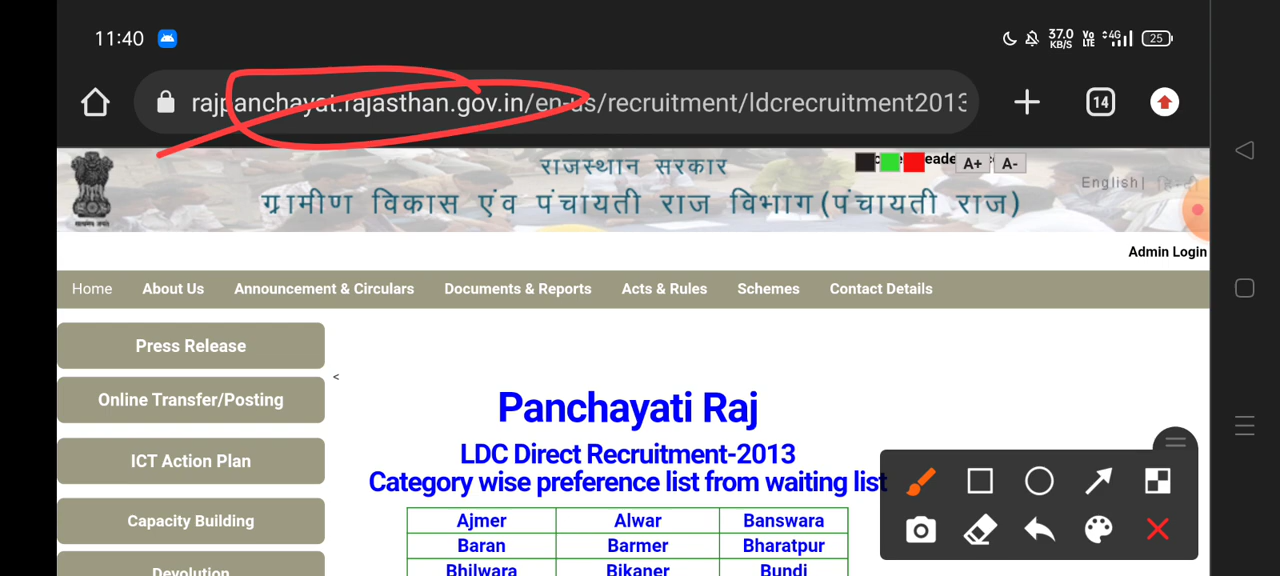 11:40
37.0 KB/S Vo LTE 4G 25
rajpanchayat.rajasthan.gov.in/en-us/recruitment/ldcrecruitment2013
14
राजस्थान सरकार
A+ A-
ग्रामीण विकास एंव पंचायती राज विभाग(पंचायती राज)
English|
Admin Login
Home About Us Announcement & Circulars Documents & Reports Acts & Rules Schemes Contact Details
Press Release
<
Online Transfer/Posting
Panchayati Raj
ICT Action Plan
LDC Direct Recruitment-2013
Category wise preference list from waiting list
Capacity Building
Ajmer Alwar Banswara
Baran Barmer Bharatpur
Devolution
Bhilwara Bikaner Bundi